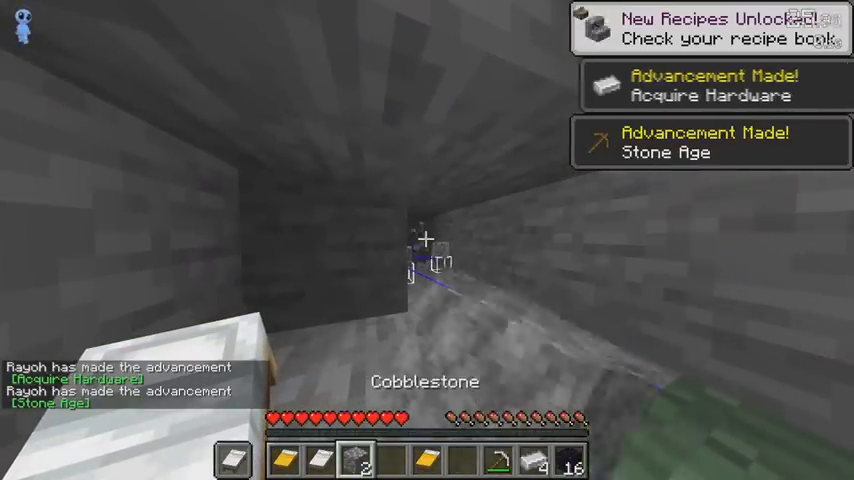 New Recipes Unlocked!
Check your recipe book
Advancement Made!
Acquire Hardware
Advancement Made!
Stone Age
Rayoh has made the advancement
[Acquire Hardware]
Rayoh has made the advancement
[Stone Age]
Cobblestone
2
4
16